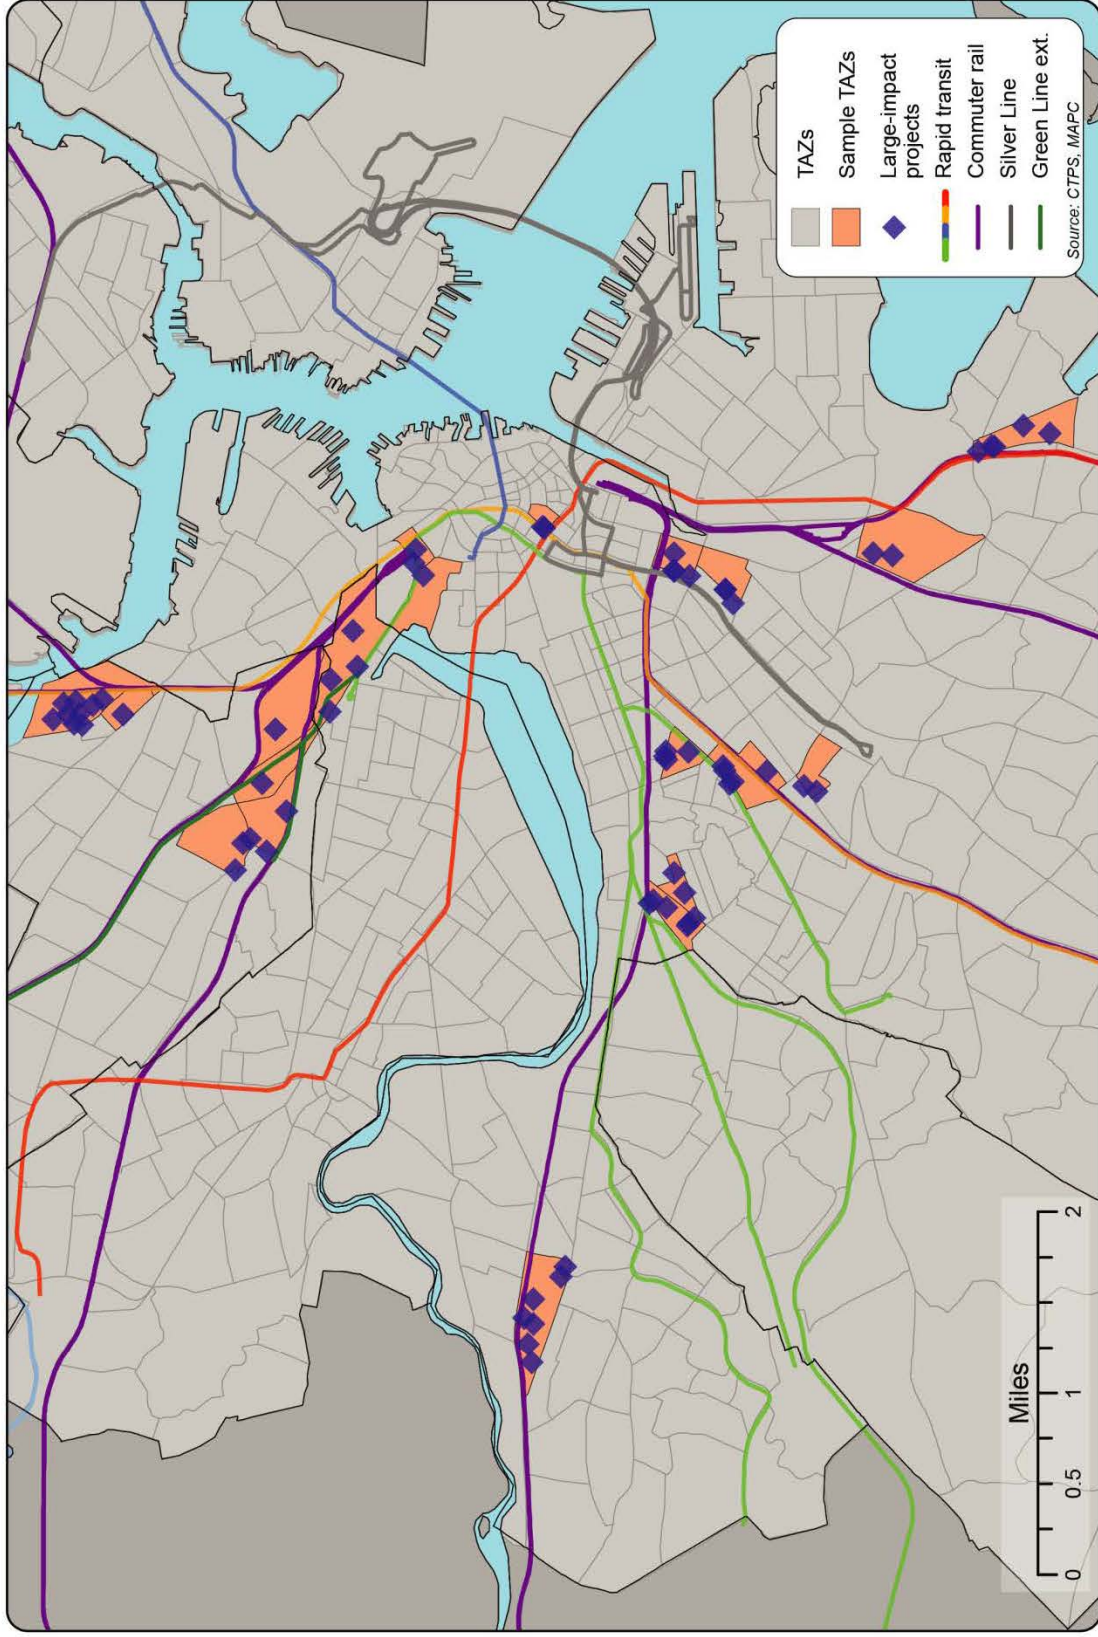 TAZs
Sample TAZs
Large-impact
projects
Rapid transit
Commuter rail
Silver Line
Green Line ext.
Source: CTPS, MAPC
Miles
0 0.5 1 2